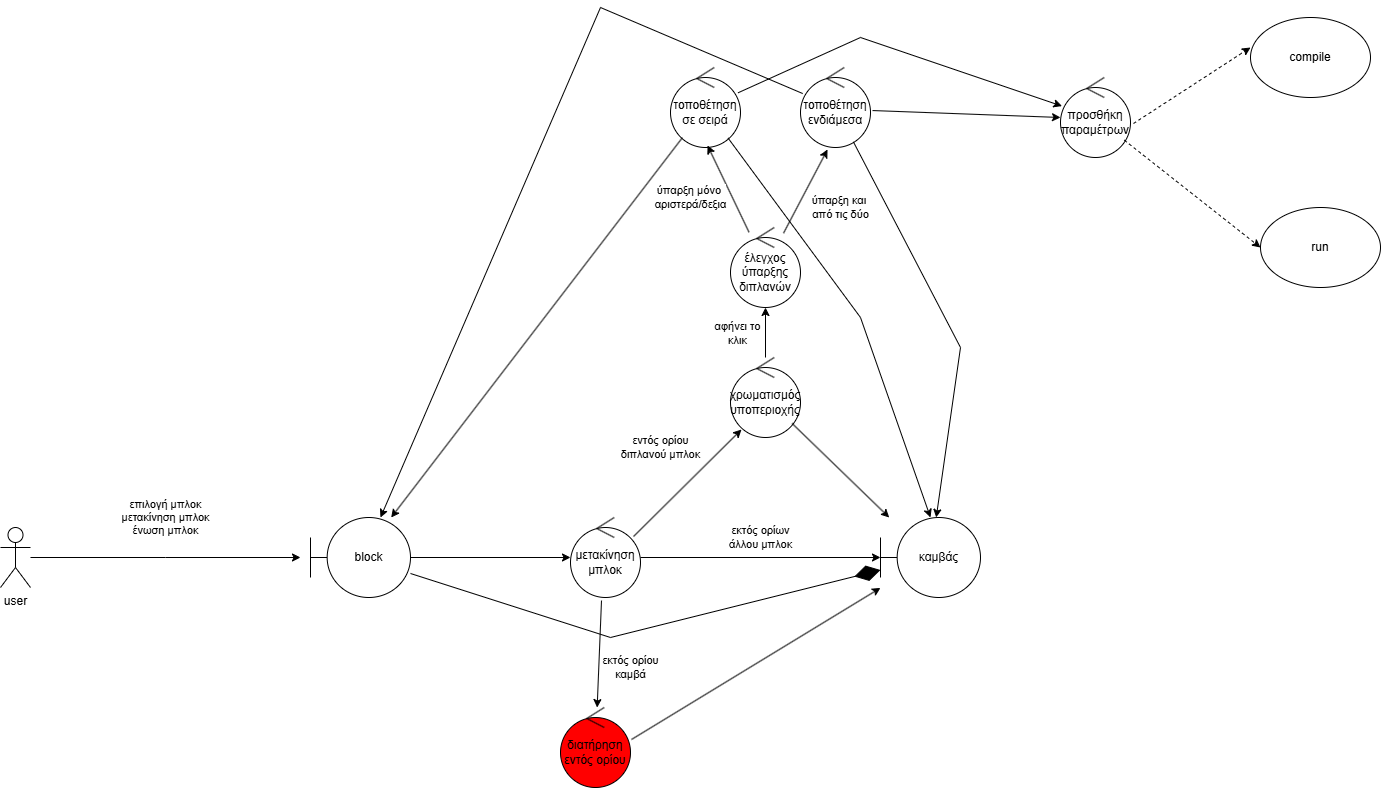 compile
τοποθέτηση
σε σειρά
τοποθέτηση
ενδιάμεσα
προσθήκη
παραμέτρων
ύπαρξη μόνο
αριστερά/δεξια
ύπαρξη και
από τις δύο
run
έλεγχος
ύπαρξης
διπλανών
αφήνει το
κλικ
χρωματισμός
υποπεριοχής
εντός ορίου
διπλανού μπλοκ
επιλογή μπλοκ
μετακίνηση μπλοκ
ένωση μπλοκ
εκτός ορίων
άλλου μπλοκ
block
μετακίνηση
μπλοκ
καμβάς
user
εκτός ορίου
καμβά
διατήρηση
εντός ορίου